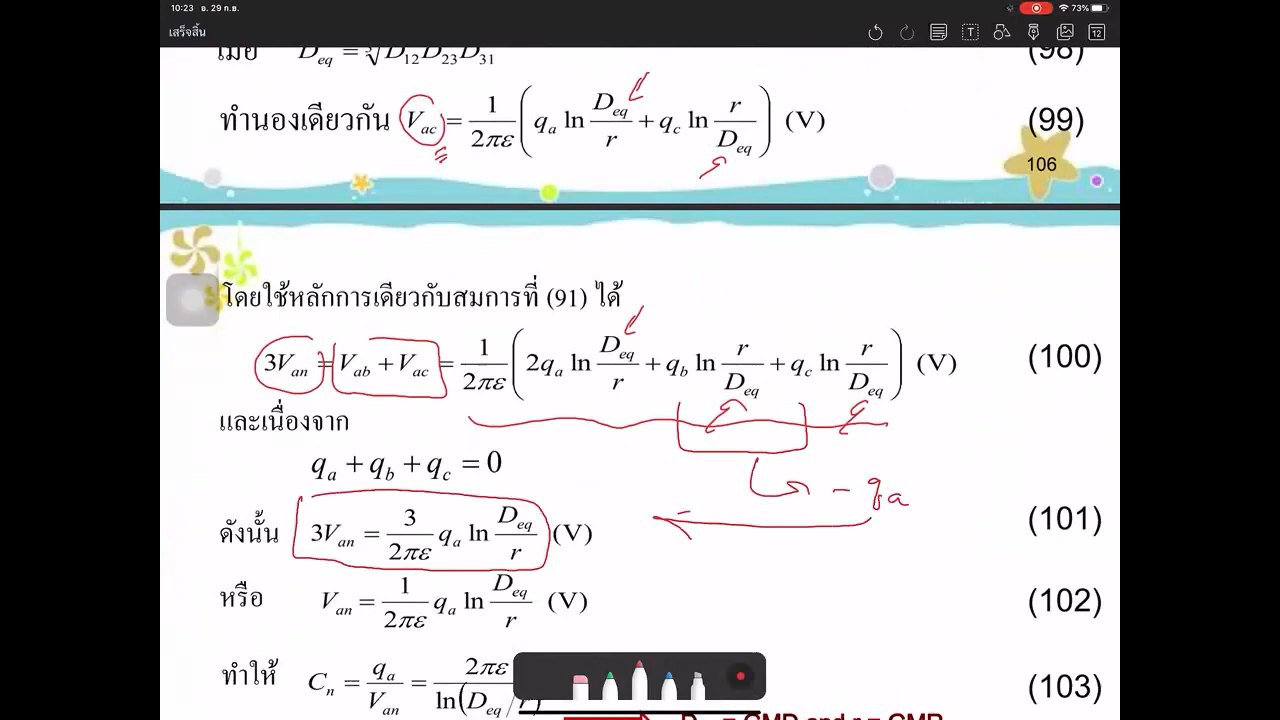 10:23 อ. 29 ก.ย. 73%
เสร็จสิ้น
เมื่อ D_eq = ∛D_12 D_23 D_31 (98)
ทำนองเดียวกัน V_ac = 1/2πε ( q_a ln D_eq/r + q_c ln r/D_eq ) (V) (99)
106
โดยใช้หลักการเดียวกับสมการที่ (91) ได้
3V_an = V_ab + V_ac = 1/2πε ( 2q_a ln D_eq/r + q_b ln r/D_eq + q_c ln r/D_eq ) (V) (100)
และเนื่องจาก
q_a + q_b + q_c = 0
- q_a
ดังนั้น 3V_an = 3/2πε q_a ln D_eq/r (V) (101)
หรือ V_an = 1/2πε q_a ln D_eq/r (V) (102)
ทำให้ C_n = q_a/V_an = 2πε/ln(D_eq/r) (103)